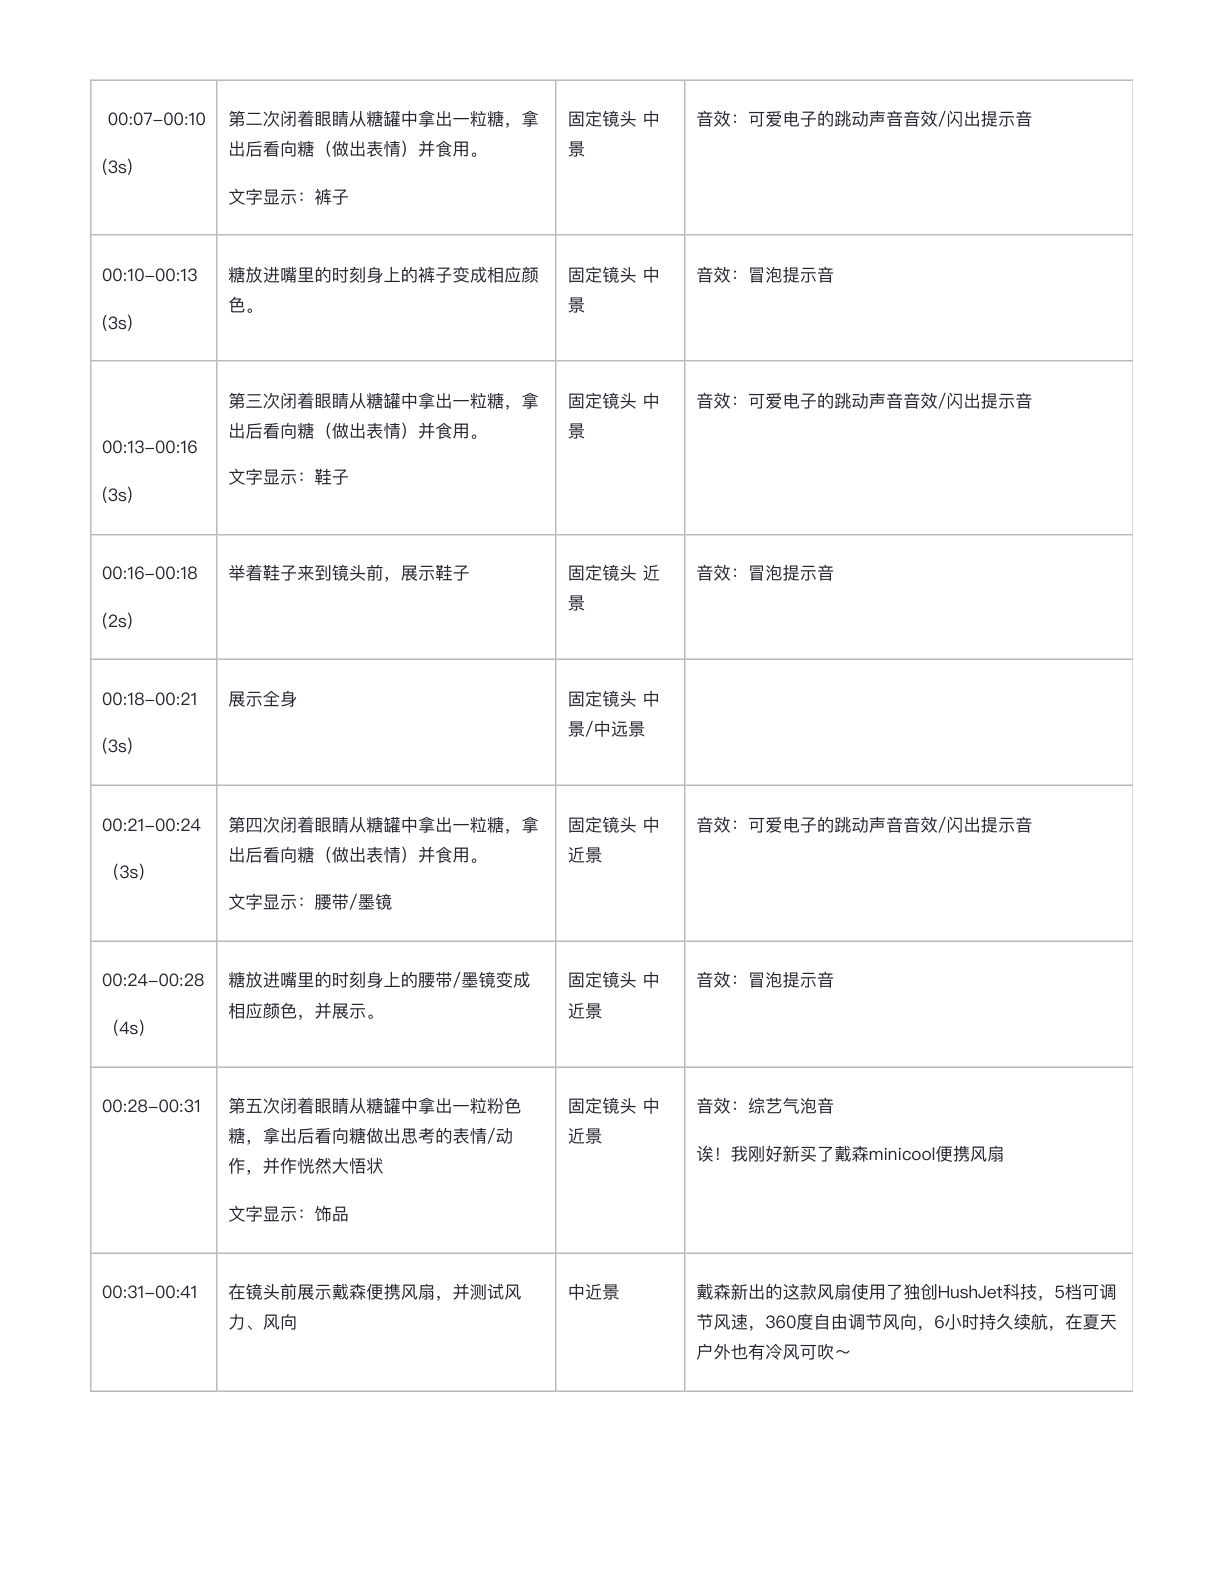 00:07–00:10
(3s)
第二次闭着眼睛从糖罐中拿出一粒糖，拿
出后看向糖（做出表情）并食用。
文字显示：裤子
固定镜头 中
景
音效：可爱电子的跳动声音音效/闪出提示音
00:10–00:13
(3s)
糖放进嘴里的时刻身上的裤子变成相应颜
色。
固定镜头 中
景
音效：冒泡提示音
00:13–00:16
(3s)
第三次闭着眼睛从糖罐中拿出一粒糖，拿
出后看向糖（做出表情）并食用。
文字显示：鞋子
固定镜头 中
景
音效：可爱电子的跳动声音音效/闪出提示音
00:16–00:18
(2s)
举着鞋子来到镜头前，展示鞋子
固定镜头 近
景
音效：冒泡提示音
00:18–00:21
(3s)
展示全身
固定镜头 中
景/中远景
00:21–00:24
（3s）
第四次闭着眼睛从糖罐中拿出一粒糖，拿
出后看向糖（做出表情）并食用。
文字显示：腰带/墨镜
固定镜头 中
近景
音效：可爱电子的跳动声音音效/闪出提示音
00:24–00:28
（4s）
糖放进嘴里的时刻身上的腰带/墨镜变成
相应颜色，并展示。
固定镜头 中
近景
音效：冒泡提示音
00:28–00:31
第五次闭着眼睛从糖罐中拿出一粒粉色
糖，拿出后看向糖做出思考的表情/动
作，并作恍然大悟状
文字显示：饰品
固定镜头 中
近景
音效：综艺气泡音
诶！我刚好新买了戴森minicool便携风扇
00:31–00:41
在镜头前展示戴森便携风扇，并测试风
力、风向
中近景
戴森新出的这款风扇使用了独创HushJet科技，5档可调
节风速，360度自由调节风向，6小时持久续航，在夏天
户外也有冷风可吹～